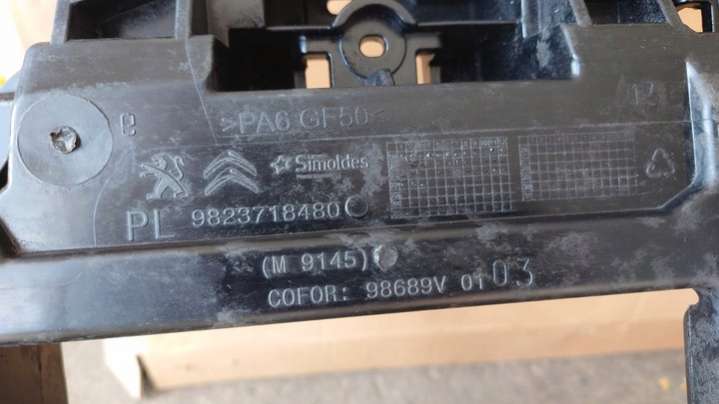 >PA6 GF50<
Simoldes
PL 9823718480
(M 9145)
COFOR: 98689V 01 03